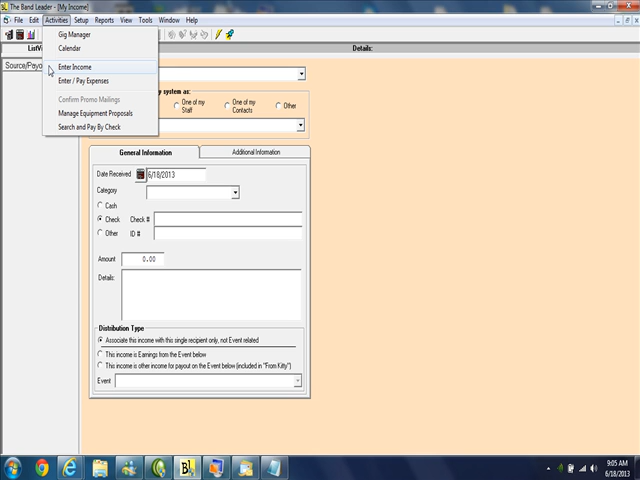 The Band Leader - [My Income]
File Edit Activities Setup Reports View Tools Window Help
Gig Manager
Calendar
Enter Income
Enter / Pay Expenses
Confirm Promo Mailings
Manage Equipment Proposals
Search and Pay By Check
Details:
system as:
One of my Staff
One of my Contacts
Other
General Information
Additional Information
Date Received 6/18/2013
Category
Cash
Check Check #
Other ID #
Amount 0.00
Details:
Distribution Type
Associate this income with this single recipient only, not Event related
This income is Earnings from the Event below
This income is other income for payout on the Event below (included in "From Kitty")
Event
9:05 AM
6/18/2013